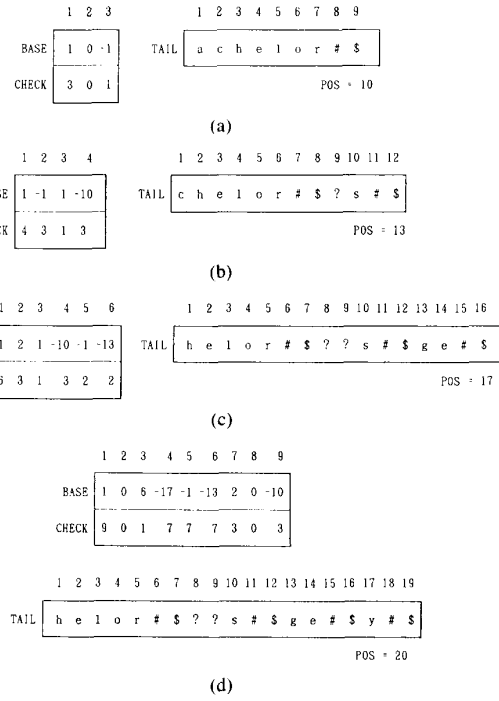 1 2 3
1 2 3 4 5 6 7 8 9
BASE 1 0 -1
TAIL a c h e l o r # $
CHECK 3 0 1
POS = 10
(a)
1 2 3 4
1 2 3 4 5 6 7 8 9 10 11 12
SE 1 -1 1 -10
TAIL c h e l o r # $ ? s # $
CK 4 3 1 3
POS = 13
(b)
1 2 3 4 5 6
1 2 3 4 5 6 7 8 9 10 11 12 13 14 15 16
1 2 1 -10 -1 -13
TAIL h e l o r # $ ? ? s # $ g e # $
6 3 1 3 2 2
POS = 17
(c)
1 2 3 4 5 6 7 8 9
BASE 1 0 6 -17 -1 -13 2 0 -10
CHECK 9 0 1 7 7 7 3 0 3
1 2 3 4 5 6 7 8 9 10 11 12 13 14 15 16 17 18 19
TAIL h e l o r # $ ? ? s # $ g e # $ y # $
POS = 20
(d)